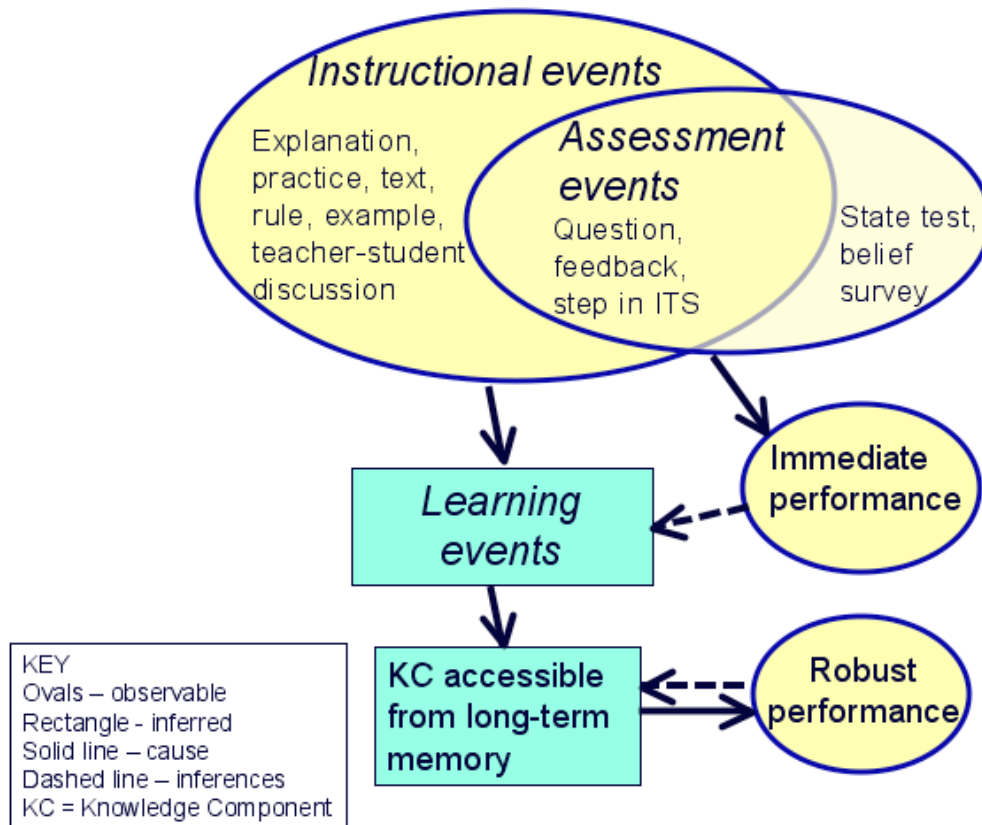 Instructional events
Explanation,
practice, text,
rule, example,
teacher-student
discussion
Assessment
events
Question,
feedback,
step in ITS
State test,
belief
survey
Immediate
performance
Learning
events
KC accessible
from long-term
memory
Robust
performance
KEY
Ovals – observable
Rectangle - inferred
Solid line – cause
Dashed line – inferences
KC = Knowledge Component